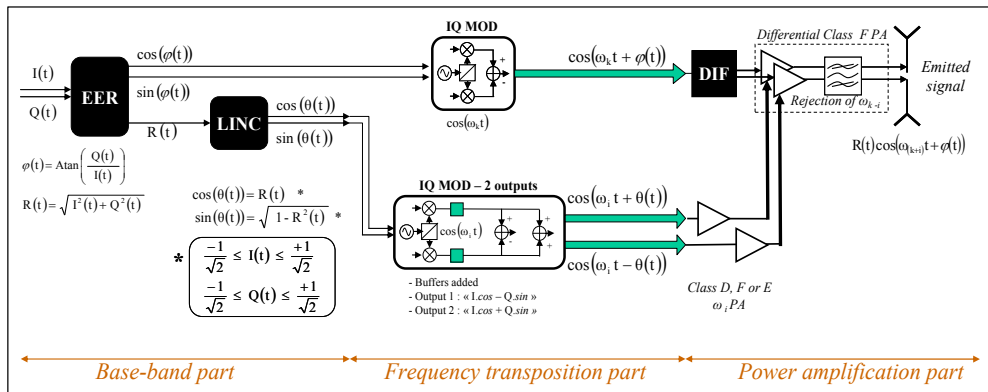 IQ MOD
cos(φ(t))
sin(φ(t))
I(t)
Q(t)
EER
R(t)
LINC
cos(θ(t))
sin(θ(t))
cos(ω_k t)
cos(ω_k t + φ(t))
DIF
Differential Class F PA
Rejection of ω_k-i
Emitted
signal
R(t)cos(ω_(k+i) t + φ(t))
φ(t) = Atan(Q(t)/I(t))
R(t) = √(I²(t) + Q²(t))
cos(θ(t)) = R(t) *
sin(θ(t)) = √(1 - R²(t)) *
*
-1/√2 ≤ I(t) ≤ +1/√2
-1/√2 ≤ Q(t) ≤ +1/√2
IQ MOD – 2 outputs
cos(ω_i t)
cos(ω_i t + θ(t))
cos(ω_i t − θ(t))
- Buffers added
- Output 1 : « I.cos – Q.sin »
- Output 2 : « I.cos + Q.sin »
Class D, F or E
ω_i PA
Base-band part
Frequency transposition part
Power amplification part